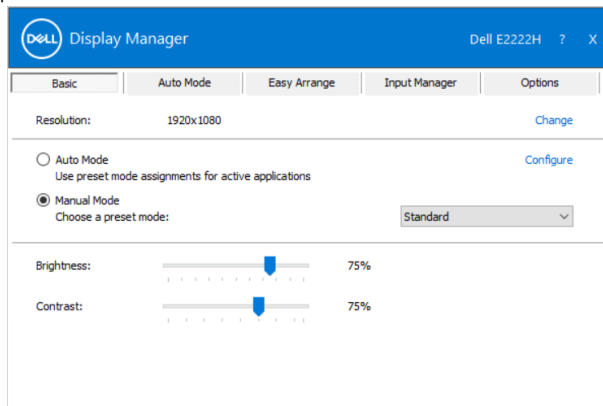 DELL Display Manager Dell E2222H ? X
Basic Auto Mode Easy Arrange Input Manager Options
Resolution: 1920x1080 Change
Auto Mode Configure
Use preset mode assignments for active applications
Manual Mode
Choose a preset mode: Standard
Brightness: 75%
Contrast: 75%